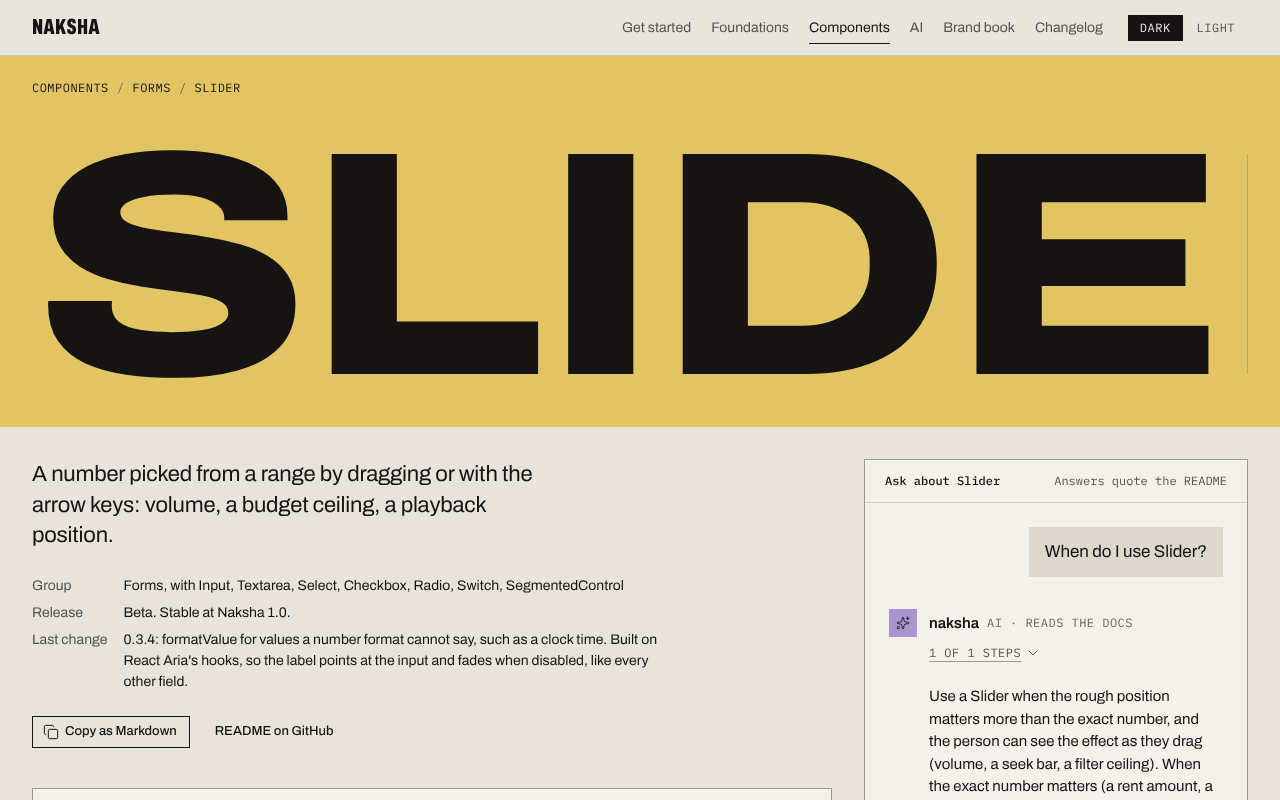 NAKSHA
Get started
Foundations
Components
AI
Brand book
Changelog
DARK
LIGHT
COMPONENTS / FORMS / SLIDER
SLIDE
A number picked from a range by dragging or with the
arrow keys: volume, a budget ceiling, a playback
position.
Group
Forms, with Input, Textarea, Select, Checkbox, Radio, Switch, SegmentedControl
Release
Beta. Stable at Naksha 1.0.
Last change
0.3.4: formatValue for values a number format cannot say, such as a clock time. Built on
React Aria's hooks, so the label points at the input and fades when disabled, like every
other field.
Copy as Markdown
README on GitHub
Ask about Slider
Answers quote the README
When do I use Slider?
naksha AI · READS THE DOCS
1 OF 1 STEPS
Use a Slider when the rough position
matters more than the exact number, and
the person can see the effect as they drag
(volume, a seek bar, a filter ceiling). When
the exact number matters (a rent amount, a